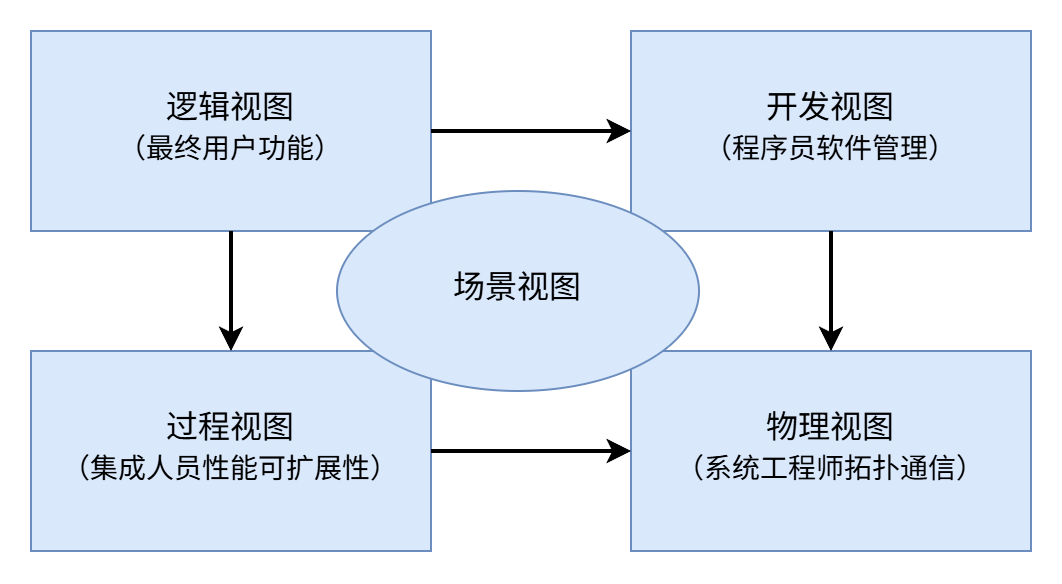 逻辑视图
（最终用户功能）
开发视图
（程序员软件管理）
场景视图
过程视图
（集成人员性能可扩展性）
物理视图
（系统工程师拓扑通信）